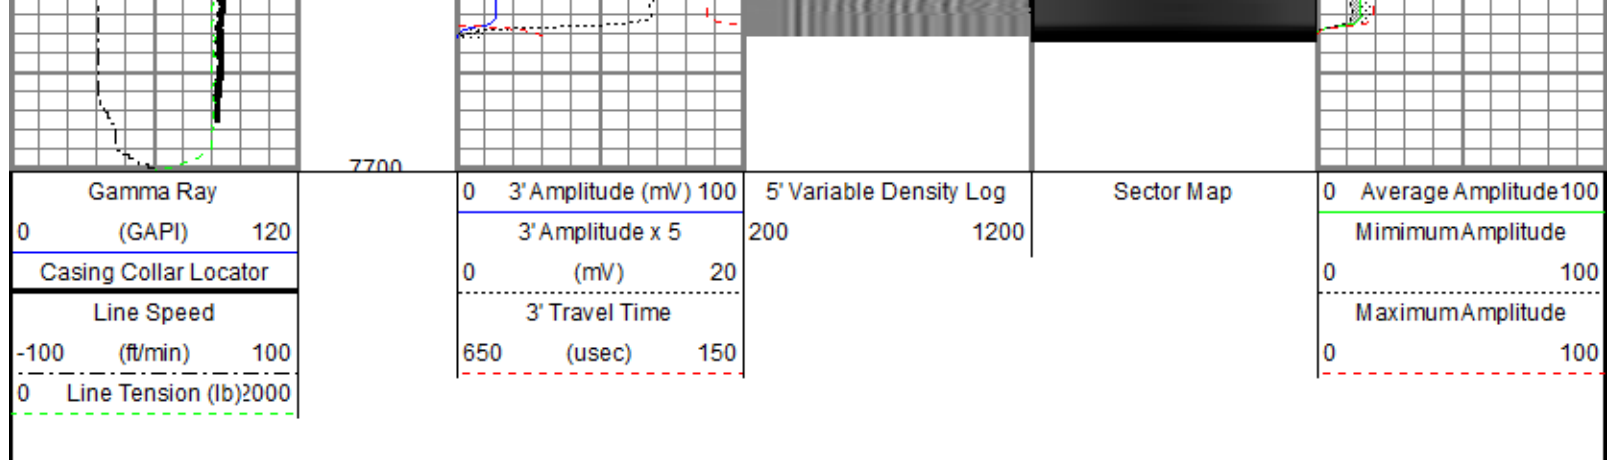 7700
Gamma Ray
0 (GAPI) 120
Casing Collar Locator
Line Speed
-100 (ft/min) 100
0 Line Tension (lb)2000
0 3' Amplitude (mV) 100
3' Amplitude x 5
0 (mV) 20
3' Travel Time
650 (usec) 150
5' Variable Density Log
200 1200
Sector Map
0 Average Amplitude100
Mimimum Amplitude
0 100
Maximum Amplitude
0 100